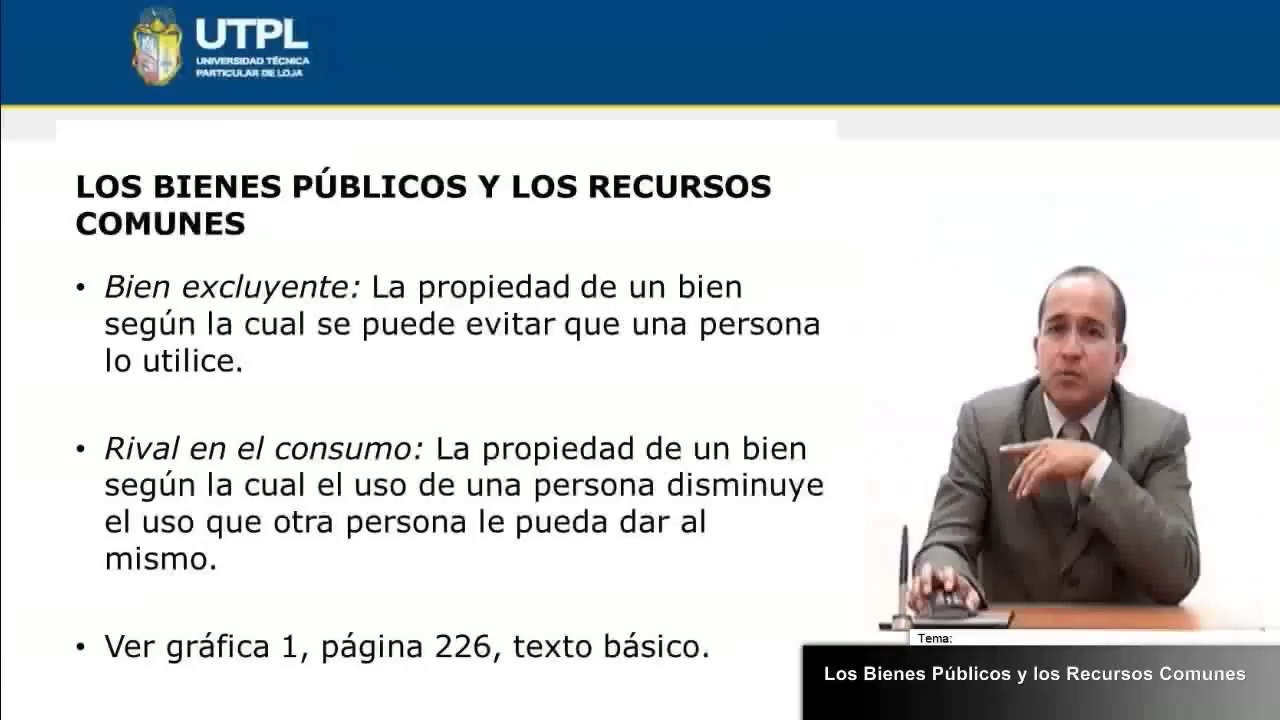 UTPL
UNIVERSIDAD TÉCNICA
PARTICULAR DE LOJA
LOS BIENES PÚBLICOS Y LOS RECURSOS
COMUNES
• Bien excluyente: La propiedad de un bien
según la cual se puede evitar que una persona
lo utilice.
• Rival en el consumo: La propiedad de un bien
según la cual el uso de una persona disminuye
el uso que otra persona le pueda dar al
mismo.
• Ver gráfica 1, página 226, texto básico.
Tema:
Los Bienes Públicos y los Recursos Comunes